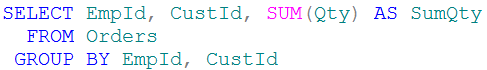 SELECT EmpId, CustId, SUM(Qty) AS SumQty
FROM Orders
GROUP BY EmpId, CustId